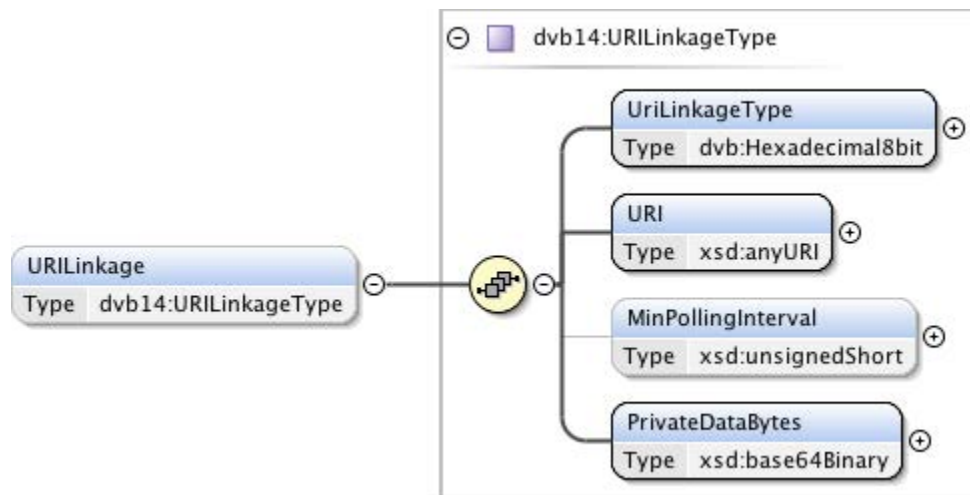 dvb14:URILinkageType
UriLinkageType
Type dvb:Hexadecimal8bit
URI
Type xsd:anyURI
URILinkage
Type dvb14:URILinkageType
MinPollingInterval
Type xsd:unsignedShort
PrivateDataBytes
Type xsd:base64Binary